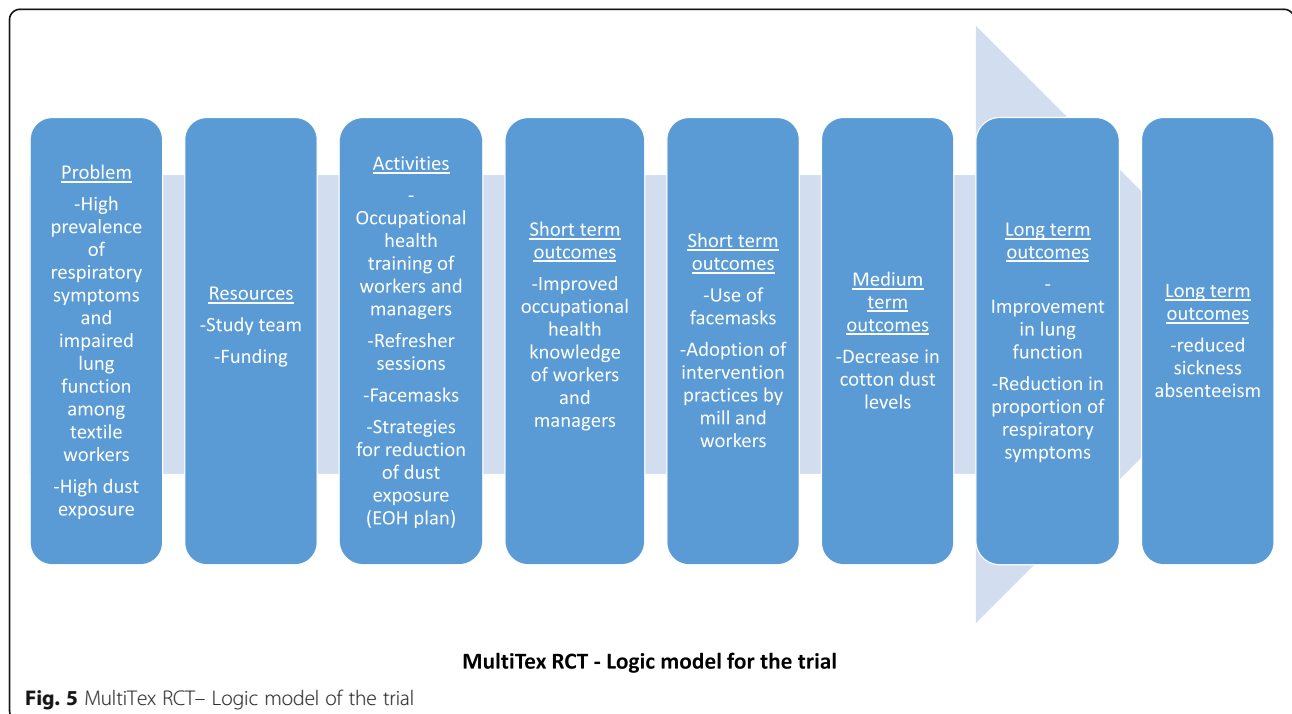 Problem
-High
prevalence
of
respiratory
symptoms
and
impaired
lung
function
among
textile
workers
-High dust
exposure
Resources
-Study team
-Funding
Activities
-
Occupational
health
training of
workers and
managers
-Refresher
sessions
-Facemasks
-Strategies
for reduction
of dust
exposure
(EOH plan)
Short term
outcomes
-Improved
occupational
health
knowledge
of workers
and
managers
Short term
outcomes
-Use of
facemasks
-Adoption of
intervention
practices by
mill and
workers
Medium
term
outcomes
-Decrease in
cotton dust
levels
Long term
outcomes
-
Improvement
in lung
function
-Reduction in
proportion of
respiratory
symptoms
Long term
outcomes
-reduced
sickness
absenteeism
MultiTex RCT - Logic model for the trial
Fig. 5 MultiTex RCT– Logic model of the trial